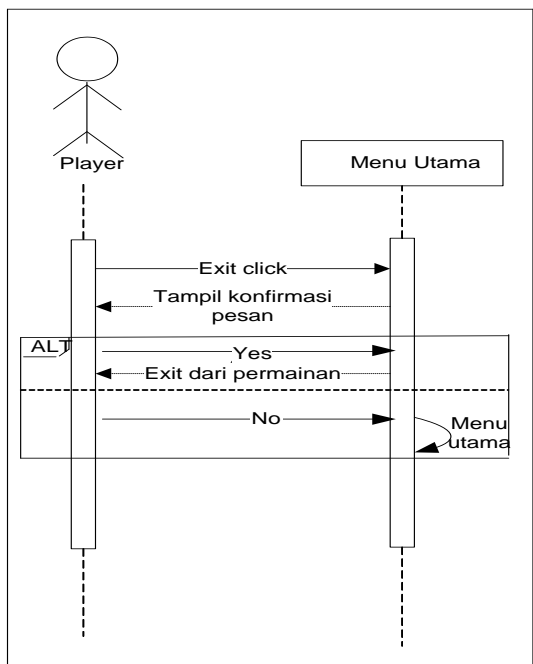 Player
Menu Utama
Exit click
Tampil konfirmasi
pesan
ALT
Yes
Exit dari permainan
No
Menu
utama